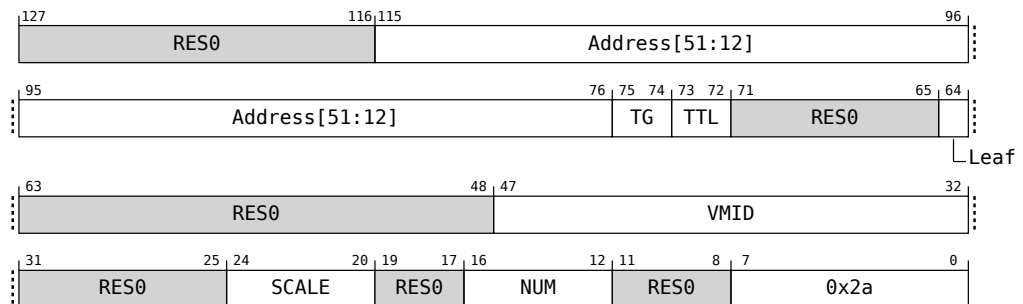 127 116 115 96
RES0 Address[51:12]
95 76 75 74 73 72 71 65 64
Address[51:12] TG TTL RES0
Leaf
63 48 47 32
RES0 VMID
31 25 24 20 19 17 16 12 11 8 7 0
RES0 SCALE RES0 NUM RES0 0x2a